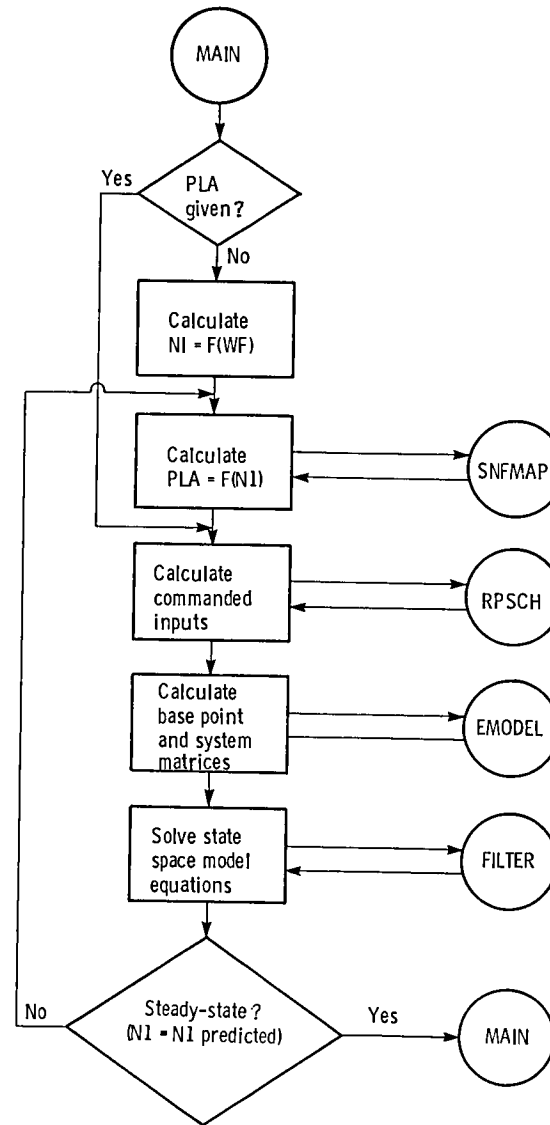 MAIN
Yes
PLA
given?
No
Calculate
NI = F(WF)
Calculate
PLA = F(N1)
SNFMAP
Calculate
commanded
inputs
RPSCH
Calculate
base point
and system
matrices
EMODEL
Solve state
space model
equations
FILTER
No
Steady-state?
(N1 = N1 predicted)
Yes
MAIN